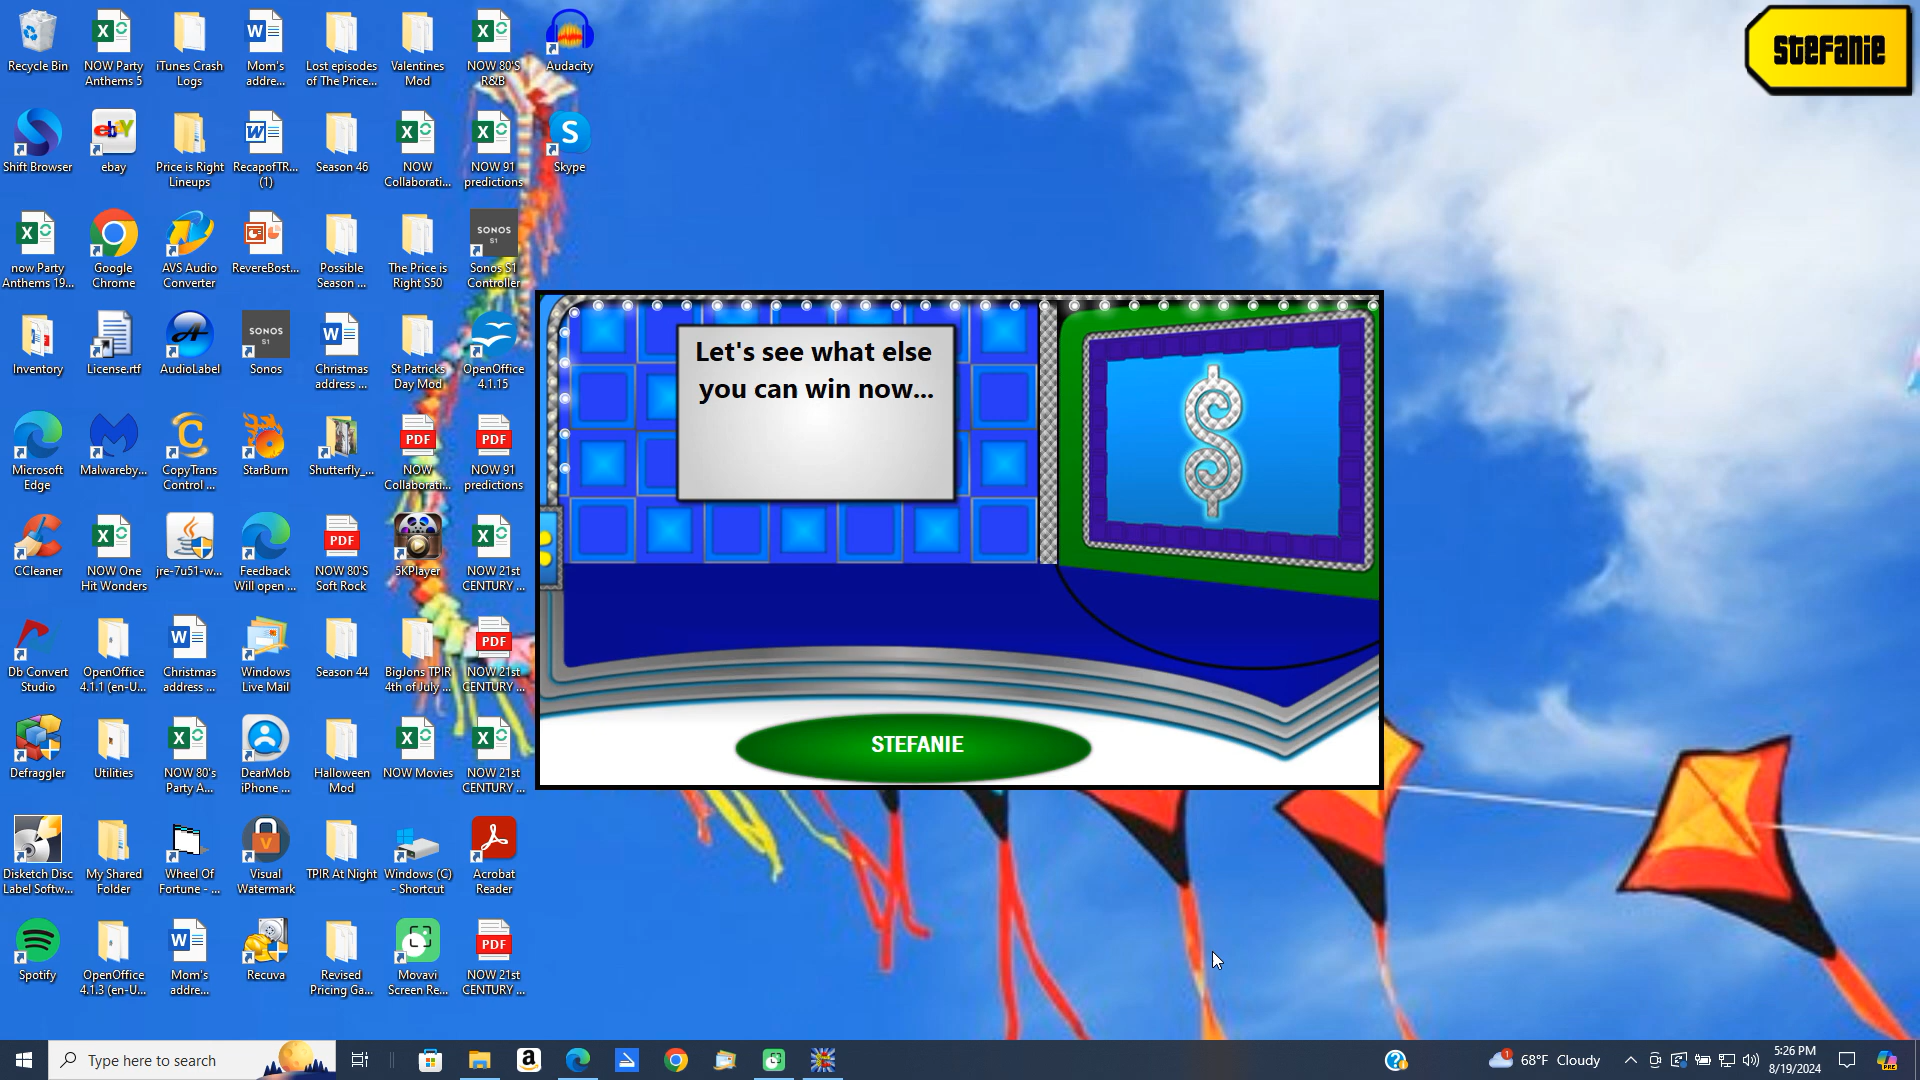 Recycle Bin
NOW Party
Anthems 5
iTunes Crash
Logs
Mom's
addre...
Lost episodes
of The Price...
Valentines
Mod
NOW 80'S
R&B
Audacity
Stefanie
Shift Browser
ebay
ebay
Price is Right
Lineups
RecapofTR...
(1)
Season 46
NOW
Collaborati...
NOW 91
predictions
Skype
now Party
Anthems 19...
Google
Chrome
AVS Audio
Converter
RevereBost...
Possible
Season ...
The Price is
Right S50
SONOS
S1
Sonos S1
Controller
Inventory
License.rtf
AudioLabel
SONOS
S1
Sonos
Christmas
address ...
St Patricks
Day Mod
OpenOffice
4.1.15
Let's see what else
you can win now...
Microsoft
Edge
Malwareby...
CopyTrans
Control ...
StarBurn
Shutterfly_...
PDF
NOW
Collaborati...
PDF
NOW 91
predictions
CCleaner
NOW One
Hit Wonders
jre-7u51-w...
Feedback
Will open ...
PDF
NOW 80'S
Soft Rock
5KPlayer
NOW 21st
CENTURY ...
Db Convert
Studio
OpenOffice
4.1.1 (en-U...
Christmas
address ...
Windows
Live Mail
Season 44
BigJons TPIR
4th of July ...
PDF
NOW 21st
CENTURY ...
STEFANIE
Defraggler
Utilities
NOW 80's
Party A...
DearMob
iPhone ...
Halloween
Mod
NOW Movies
NOW 21st
CENTURY ...
Disketch Disc
Label Softw...
My Shared
Folder
Wheel Of
Fortune - ...
Visual
Watermark
TPIR At Night
Windows (C)
- Shortcut
Acrobat
Reader
Spotify
OpenOffice
4.1.3 (en-U...
Mom's
addre...
Recuva
Revised
Pricing Ga...
Movavi
Screen Re...
PDF
NOW 21st
CENTURY ...
Type here to search
68°F Cloudy
5:26 PM
8/19/2024